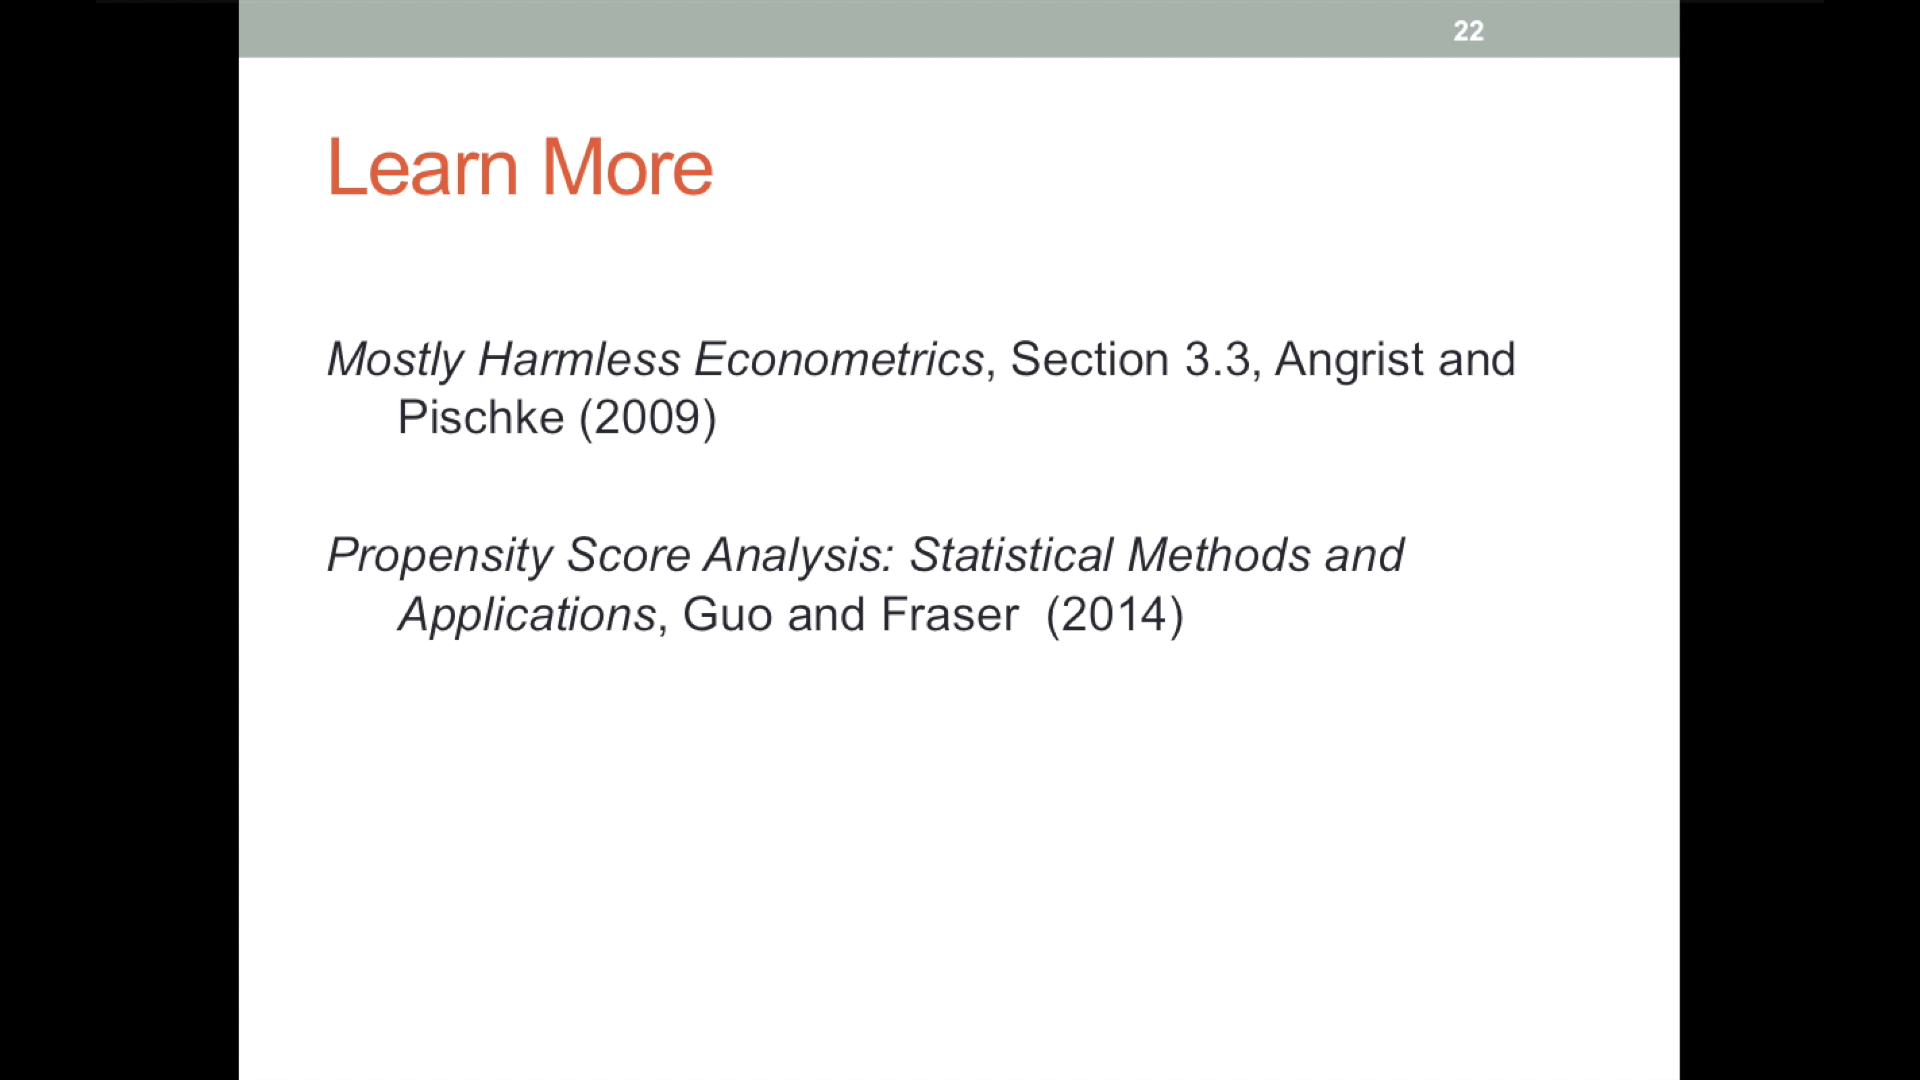 22
Learn More
Mostly Harmless Econometrics, Section 3.3, Angrist and
Pischke (2009)
Propensity Score Analysis: Statistical Methods and
Applications, Guo and Fraser (2014)